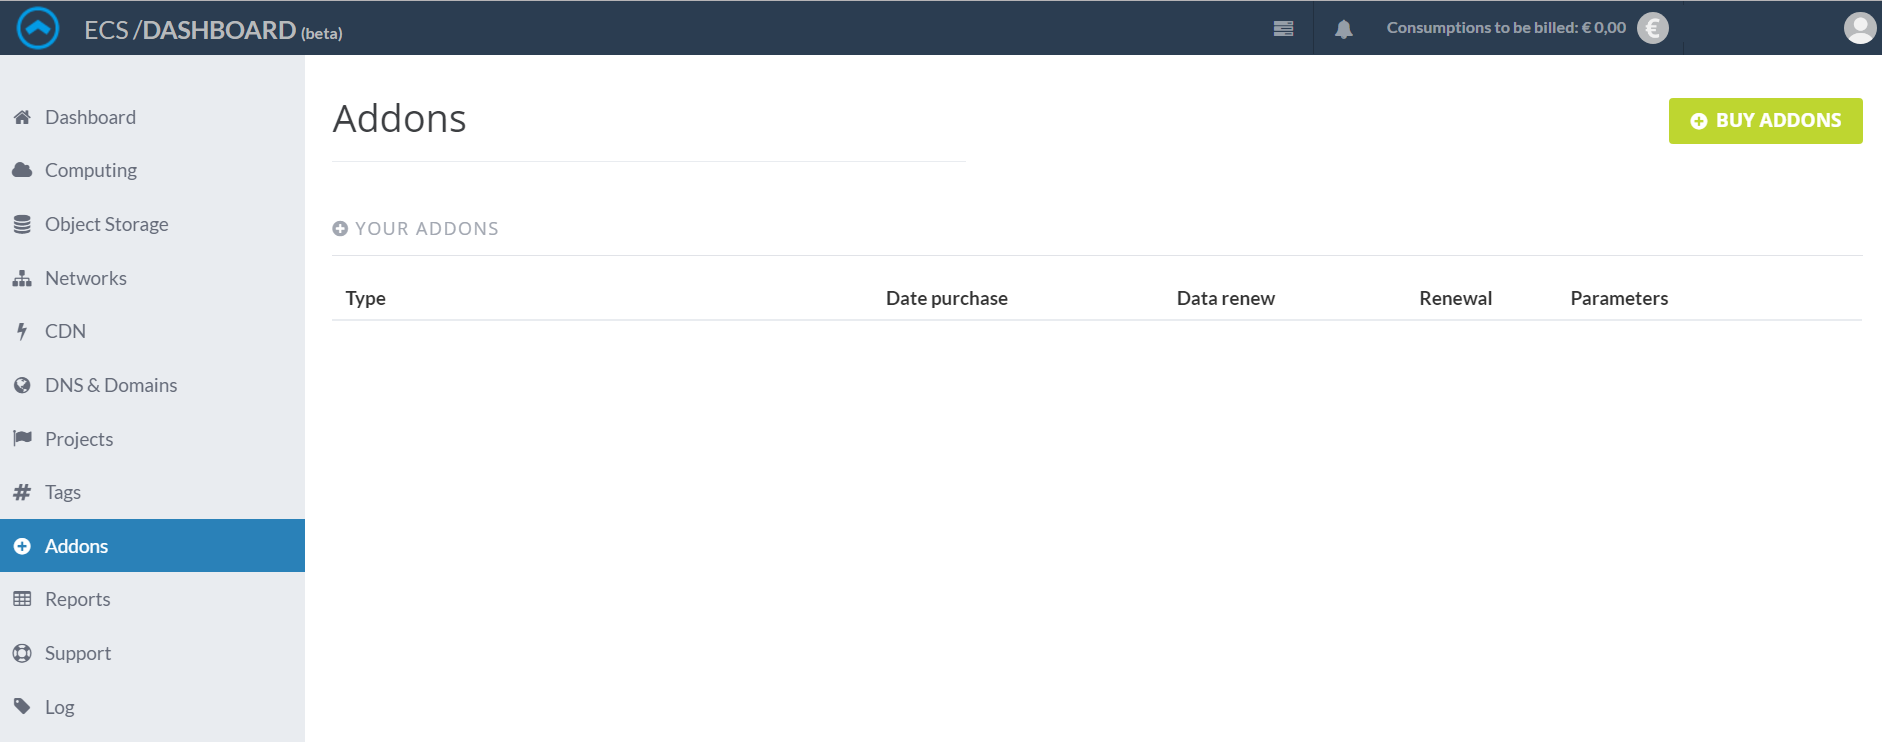 ECS /DASHBOARD (beta)
Consumptions to be billed: € 0,00 €
Dashboard
Computing
Object Storage
Networks
CDN
DNS & Domains
Projects
Tags
Addons
Reports
Support
Log
Addons
BUY ADDONS
YOUR ADDONS
Type Date purchase Data renew Renewal Parameters